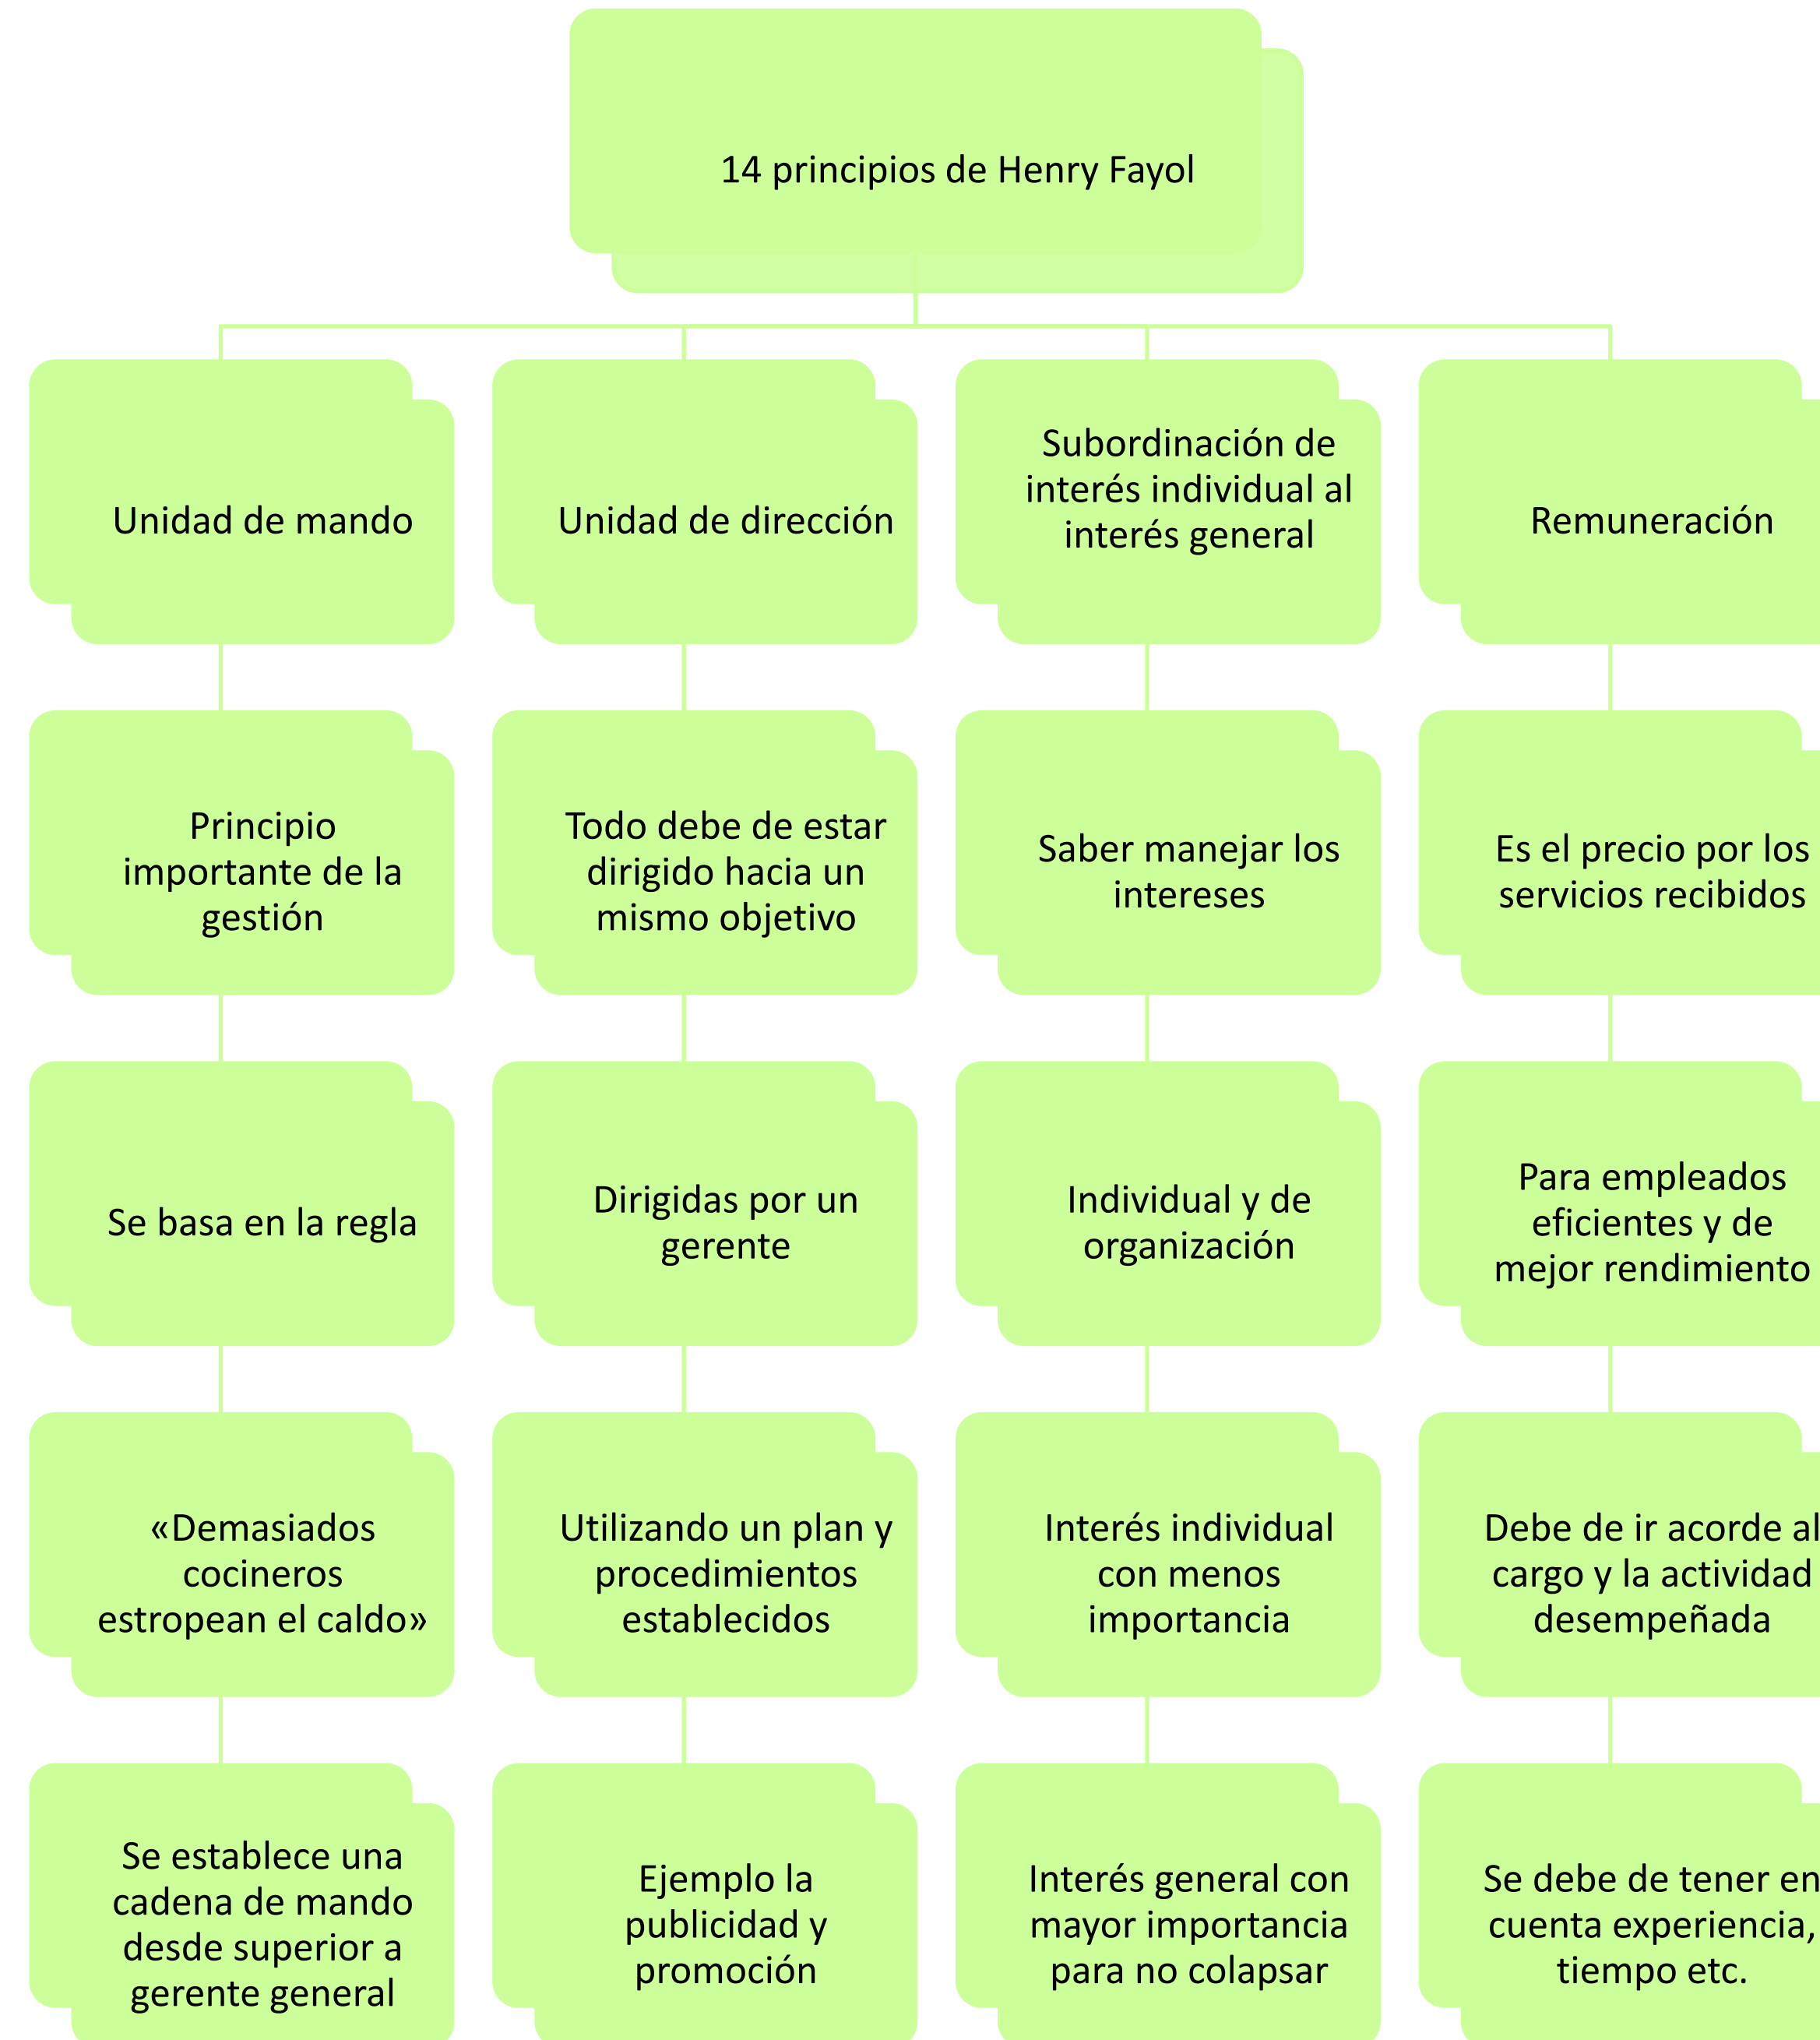 14 principios de Henry Fayol
Unidad de mando
Unidad de dirección
Subordinación de
interés individual al
interés general
Remuneración
Principio
importante de la
gestión
Todo debe de estar
dirigido hacia un
mismo objetivo
Saber manejar los
intereses
Es el precio por los
servicios recibidos
Se basa en la regla
Dirigidas por un
gerente
Individual y de
organización
Para empleados
eficientes y de
mejor rendimiento
«Demasiados
cocineros
estropean el caldo»
Utilizando un plan y
procedimientos
establecidos
Interés individual
con menos
importancia
Debe de ir acorde al
cargo y la actividad
desempeñada
Se establece una
cadena de mando
desde superior a
gerente general
Ejemplo la
publicidad y
promoción
Interés general con
mayor importancia
para no colapsar
Se debe de tener en
cuenta experiencia,
tiempo etc.